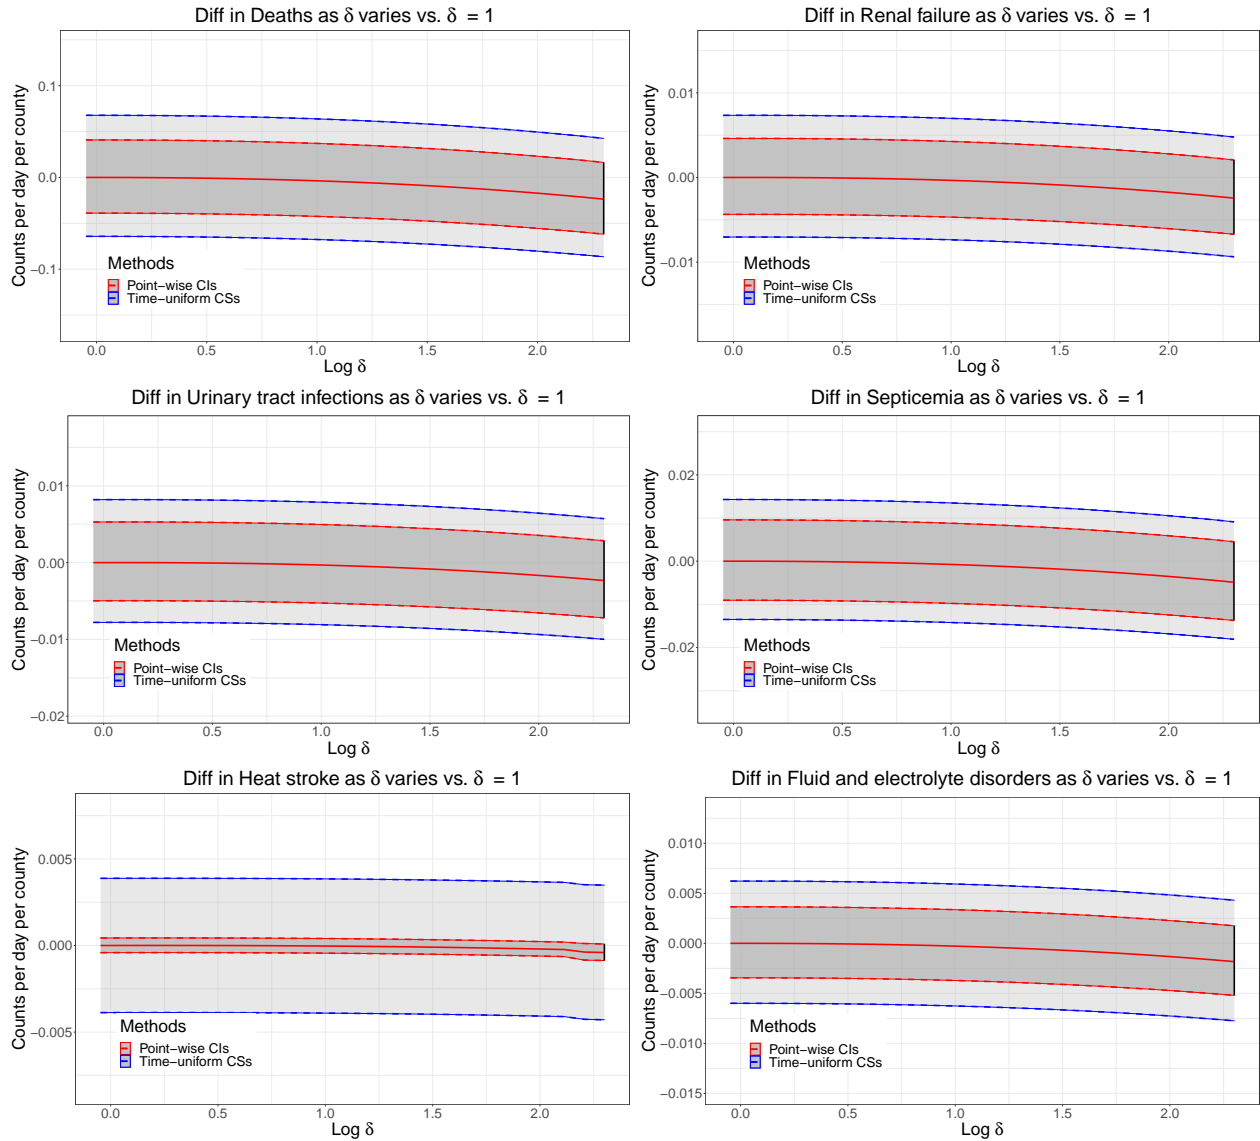 Diff in Deaths as δ varies vs. δ = 1
Counts per day per county
0.1
0.0
−0.1
Methods
Point−wise CIs
Time−uniform CSs
0.0 0.5 1.0 1.5 2.0
Log δ
Diff in Renal failure as δ varies vs. δ = 1
Counts per day per county
0.01
0.00
−0.01
Methods
Point−wise CIs
Time−uniform CSs
0.0 0.5 1.0 1.5 2.0
Log δ
Diff in Urinary tract infections as δ varies vs. δ = 1
Counts per day per county
0.01
0.00
−0.01
−0.02
Methods
Point−wise CIs
Time−uniform CSs
0.0 0.5 1.0 1.5 2.0
Log δ
Diff in Septicemia as δ varies vs. δ = 1
Counts per day per county
0.02
0.00
−0.02
Methods
Point−wise CIs
Time−uniform CSs
0.0 0.5 1.0 1.5 2.0
Log δ
Diff in Heat stroke as δ varies vs. δ = 1
Counts per day per county
0.005
0.000
−0.005
Methods
Point−wise CIs
Time−uniform CSs
0.0 0.5 1.0 1.5 2.0
Log δ
Diff in Fluid and electrolyte disorders as δ varies vs. δ = 1
Counts per day per county
0.010
0.005
0.000
−0.005
−0.010
−0.015
Methods
Point−wise CIs
Time−uniform CSs
0.0 0.5 1.0 1.5 2.0
Log δ